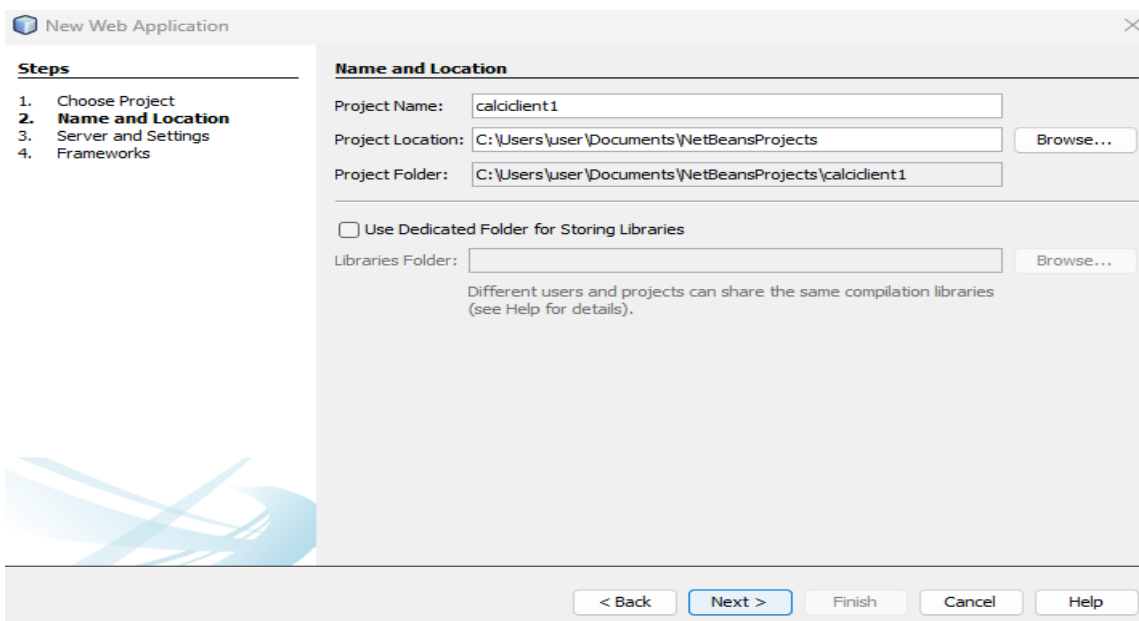 New Web Application
Steps
1. Choose Project
2. Name and Location
3. Server and Settings
4. Frameworks
Name and Location
Project Name: calciclient1
Project Location: C:\Users\user\Documents\NetBeansProjects Browse...
Project Folder: C:\Users\user\Documents\NetBeansProjects\calciclient1
Use Dedicated Folder for Storing Libraries
Libraries Folder: Browse...
Different users and projects can share the same compilation libraries
(see Help for details).
< Back Next > Finish Cancel Help